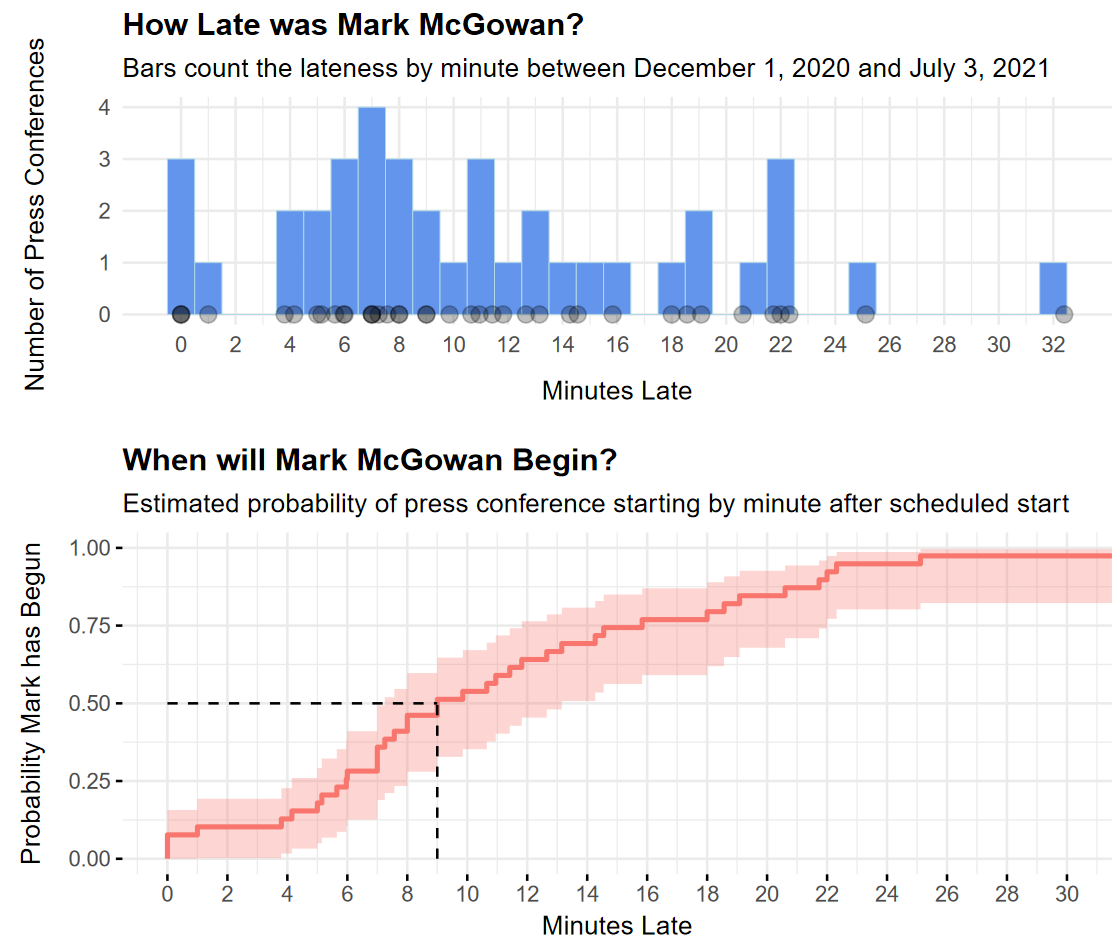 How Late was Mark McGowan?
Bars count the lateness by minute between December 1, 2020 and July 3, 2021
Number of Press Conferences
4
3
2
1
0
0 2 4 6 8 10 12 14 16 18 20 22 24 26 28 30 32
Minutes Late
When will Mark McGowan Begin?
Estimated probability of press conference starting by minute after scheduled start
Probability Mark has Begun
1.00
0.75
0.50
0.25
0.00
0 2 4 6 8 10 12 14 16 18 20 22 24 26 28 30
Minutes Late